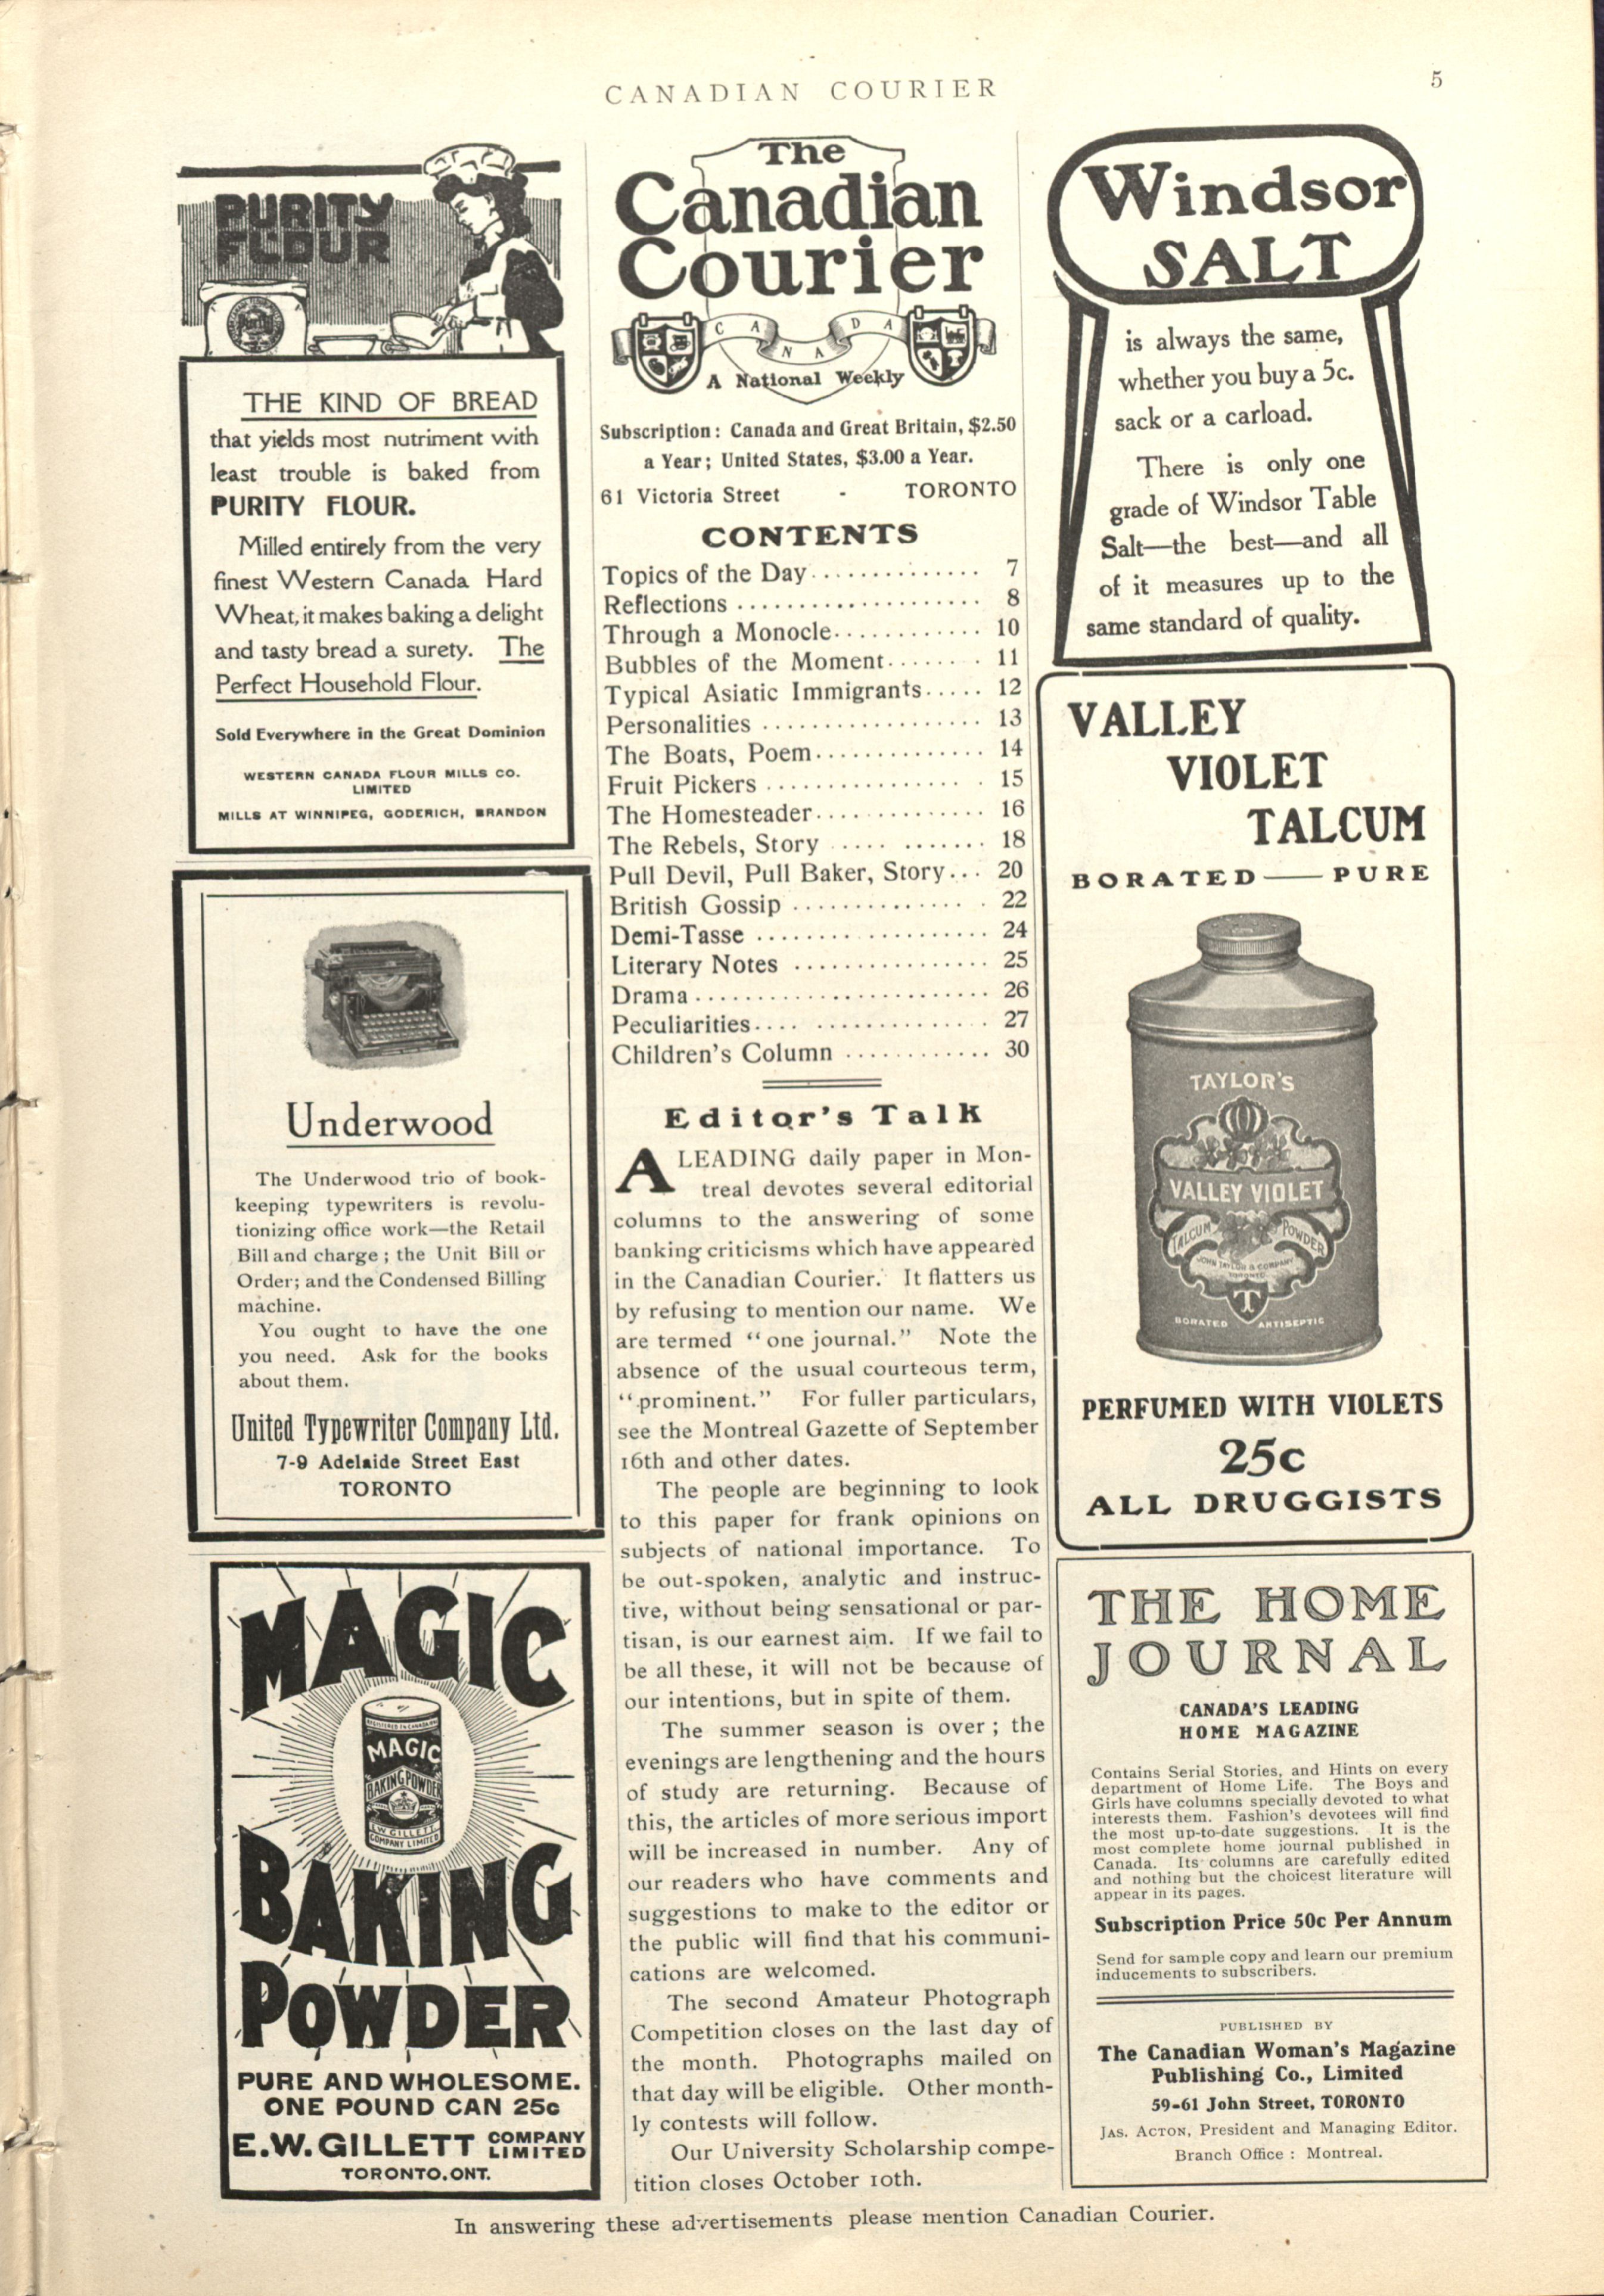 CANADIAN COURIER
5
PURITY
FLOUR
THE KIND OF BREAD
that yields most nutriment with
least trouble is baked from
PURITY FLOUR.
Milled entirely from the very
finest Western Canada Hard
Wheat, it makes baking a delight
and tasty bread a surety. The
Perfect Household Flour.
Sold Everywhere in the Great Dominion
WESTERN CANADA FLOUR MILLS CO.
LIMITED
MILLS AT WINNIPEG, GODERICH, BRANDON
Underwood
The Underwood trio of book-
keeping typewriters is revolu-
tionizing office work—the Retail
Bill and charge; the Unit Bill or
Order; and the Condensed Billing
machine.
You ought to have the one
you need. Ask for the books
about them.
United Typewriter Company Ltd.
7-9 Adelaide Street East
TORONTO
MAGIC
REGISTERED IN CANADA
MAGIC
BAKING POWDER
E.W. GILLETT
COMPANY LIMITED
BAKING
POWDER
PURE AND WHOLESOME.
ONE POUND CAN 25c
E.W. GILLETT COMPANY
LIMITED
TORONTO, ONT.
The
Canadian
Courier
CANADA
A National Weekly
Subscription: Canada and Great Britain, $2.50
a Year; United States, $3.00 a Year.
61 Victoria Street - TORONTO
CONTENTS
Topics of the Day.............. 7
Reflections .................... 8
Through a Monocle............ 10
Bubbles of the Moment........ 11
Typical Asiatic Immigrants..... 12
Personalities .................. 13
The Boats, Poem.............. 14
Fruit Pickers .................. 15
The Homesteader.............. 16
The Rebels, Story ..... ....... 18
Pull Devil, Pull Baker, Story... 20
British Gossip ............... 22
Demi-Tasse ................... 24
Literary Notes ................ 25
Drama........................ 26
Peculiarities.... .............. 27
Children's Column ............ 30
Editor's Talk
A LEADING daily paper in Mon-
treal devotes several editorial
columns to the answering of some
banking criticisms which have appeared
in the Canadian Courier. It flatters us
by refusing to mention our name. We
are termed "one journal." Note the
absence of the usual courteous term,
"prominent." For fuller particulars,
see the Montreal Gazette of September
16th and other dates.
The people are beginning to look
to this paper for frank opinions on
subjects of national importance. To
be out-spoken, analytic and instruc-
tive, without being sensational or par-
tisan, is our earnest aim. If we fail to
be all these, it will not be because of
our intentions, but in spite of them.
The summer season is over; the
evenings are lengthening and the hours
of study are returning. Because of
this, the articles of more serious import
will be increased in number. Any of
our readers who have comments and
suggestions to make to the editor or
the public will find that his communi-
cations are welcomed.
The second Amateur Photograph
Competition closes on the last day of
the month. Photographs mailed on
that day will be eligible. Other month-
ly contests will follow.
Our University Scholarship compe-
tition closes October 10th.
Windsor
SALT
is always the same,
whether you buy a 5c.
sack or a carload.
There is only one
grade of Windsor Table
Salt—the best—and all
of it measures up to the
same standard of quality.
VALLEY
VIOLET
TALCUM
BORATED — PURE
TAYLOR'S
VALLEY VIOLET
TALCUM POWDER
JOHN TAYLOR & COMPANY
TORONTO
T
BORATED ANTISEPTIC
PERFUMED WITH VIOLETS
25c
ALL DRUGGISTS
THE HOME
JOURNAL
CANADA'S LEADING
HOME MAGAZINE
Contains Serial Stories, and Hints on every
department of Home Life. The Boys and
Girls have columns specially devoted to what
interests them. Fashion's devotees will find
the most up-to-date suggestions. It is the
most complete home journal published in
Canada. Its columns are carefully edited
and nothing but the choicest literature will
appear in its pages.
Subscription Price 50c Per Annum
Send for sample copy and learn our premium
inducements to subscribers.
PUBLISHED BY
The Canadian Woman's Magazine
Publishing Co., Limited
59-61 John Street, TORONTO
JAS. ACTON, President and Managing Editor.
Branch Office: Montreal.
In answering these advertisements please mention Canadian Courier.